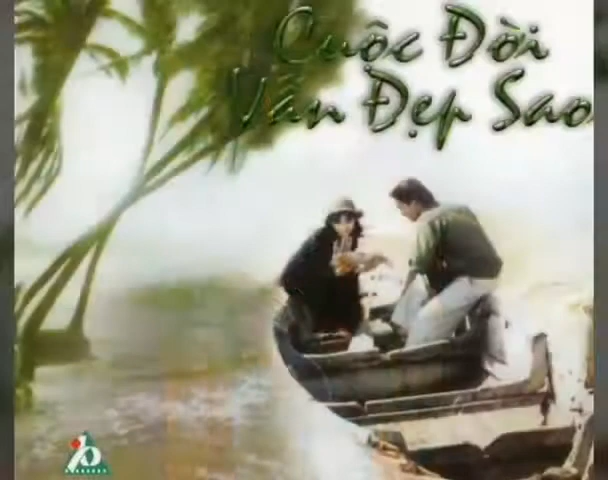 Cuộc Đời
Vẫn Đẹp Sao